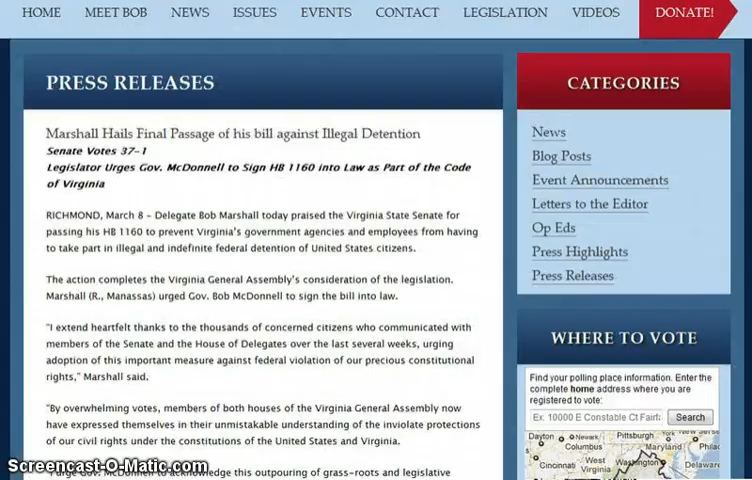 HOME MEET BOB NEWS ISSUES EVENTS CONTACT LEGISLATION VIDEOS DONATE!
PRESS RELEASES
Marshall Hails Final Passage of his bill against Illegal Detention
Senate Votes 37-1
Legislator Urges Gov. McDonnell to Sign HB 1160 into Law as Part of the Code
of Virginia
RICHMOND, March 8 – Delegate Bob Marshall today praised the Virginia State Senate for
passing his HB 1160 to prevent Virginia's government agencies and employees from having
to take part in illegal and indefinite federal detention of United States citizens.
The action completes the Virginia General Assembly's consideration of the legislation.
Marshall (R., Manassas) urged Gov. Bob McDonnell to sign the bill into law.
"I extend heartfelt thanks to the thousands of concerned citizens who communicated with
members of the Senate and the House of Delegates over the last several weeks, urging
adoption of this important measure against federal violation of our precious constitutional
rights," Marshall said.
"By overwhelming votes, members of both houses of the Virginia General Assembly now
have expressed themselves in their unmistakable understanding of the inviolate protections
of our civil rights under the constitutions of the United States and Virginia.
"I urge Gov. McDonnell to acknowledge this outpouring of grass-roots and legislative
CATEGORIES
News
Blog Posts
Event Announcements
Letters to the Editor
Op Eds
Press Highlights
Press Releases
WHERE TO VOTE
Find your polling place information. Enter the
complete home address where you are
registered to vote:
Ex: 10000 E Constable Ct Fairfa
Search
Dayton
Newark
Pittsburgh
New Jersey
Columbus
Maryland
Philac
Cincinnati
West
Virginia
Washington
Screencast-O-Matic.com